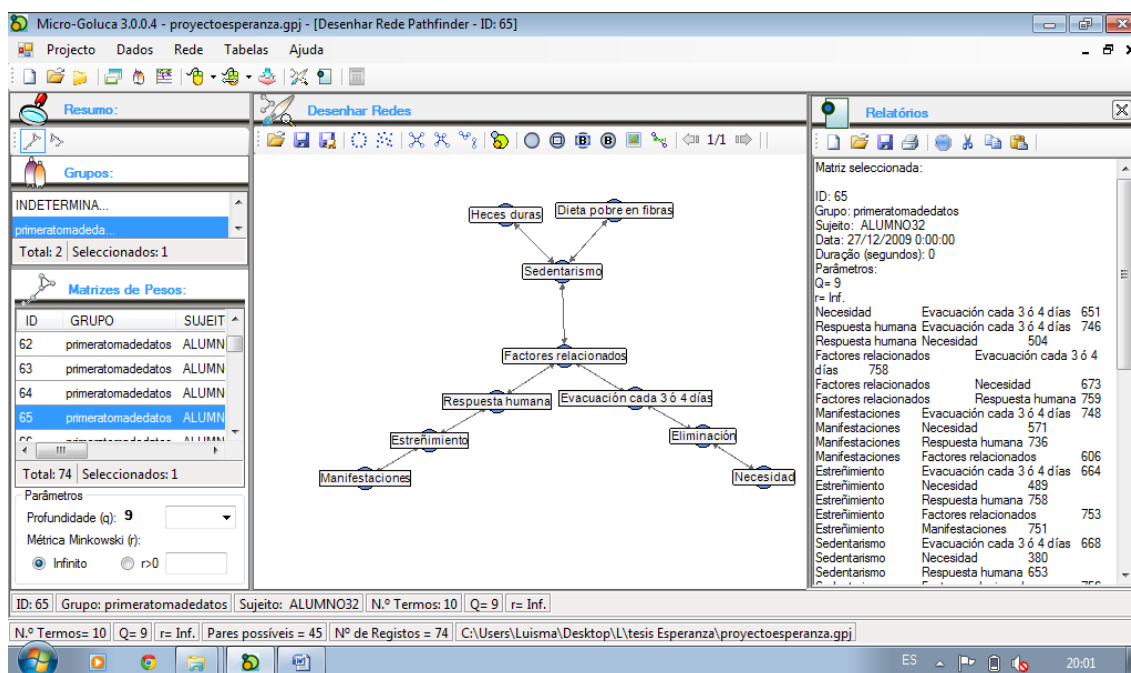 Micro-Goluca 3.0.0.4 - proyectoesperanza.gpj - [Desenhar Rede Pathfinder - ID: 65]
Projecto Dados Rede Tabelas Ajuda
Resumo:
Grupos:
INDETERMINA...
primeratomadeda...
Total: 2 Seleccionados: 1
Matrizes de Pesos:
ID GRUPO SUJEIT
62 primeratomadedatos ALUMN
63 primeratomadedatos ALUMN
64 primeratomadedatos ALUMN
65 primeratomadedatos ALUMN
Total: 74 Seleccionados: 1
Parâmetros
Profundidade (q): 9
Métrica Minkowski (r):
Infinito r>0
Desenhar Redes
1/1
Heces duras Dieta pobre en fibras
Sedentarismo
Factores relacionados
Respuesta humana Evacuación cada 3 ó 4 días
Estreñimiento Eliminación
Manifestaciones Necesidad
Relatórios
Matriz seleccionada:
ID: 65
Grupo: primeratomadedatos
Sujeito: ALUMNO32
Data: 27/12/2009 0:00:00
Duração (segundos): 0
Parâmetros:
Q= 9
r= Inf.
Necesidad Evacuación cada 3 ó 4 días 651
Respuesta humana Evacuación cada 3 ó 4 días 746
Respuesta humana Necesidad 504
Factores relacionados Evacuación cada 3 ó 4
días 758
Factores relacionados Necesidad 673
Factores relacionados Respuesta humana 759
Manifestaciones Evacuación cada 3 ó 4 días 748
Manifestaciones Necesidad 571
Manifestaciones Respuesta humana 736
Manifestaciones Factores relacionados 606
Estreñimiento Evacuación cada 3 ó 4 días 664
Estreñimiento Necesidad 489
Estreñimiento Respuesta humana 758
Estreñimiento Factores relacionados 753
Estreñimiento Manifestaciones 751
Sedentarismo Evacuación cada 3 ó 4 días 668
Sedentarismo Necesidad 380
Sedentarismo Respuesta humana 653
ID: 65 Grupo: primeratomadedatos Sujeito: ALUMNO32 N.º Termos: 10 Q= 9 r= Inf.
N.º Termos= 10 Q= 9 r= Inf. Pares possíveis = 45 Nº de Registos = 74 C:\Users\Luisma\Desktop\L\tesis Esperanza\proyectoesperanza.gpj
ES 20:01